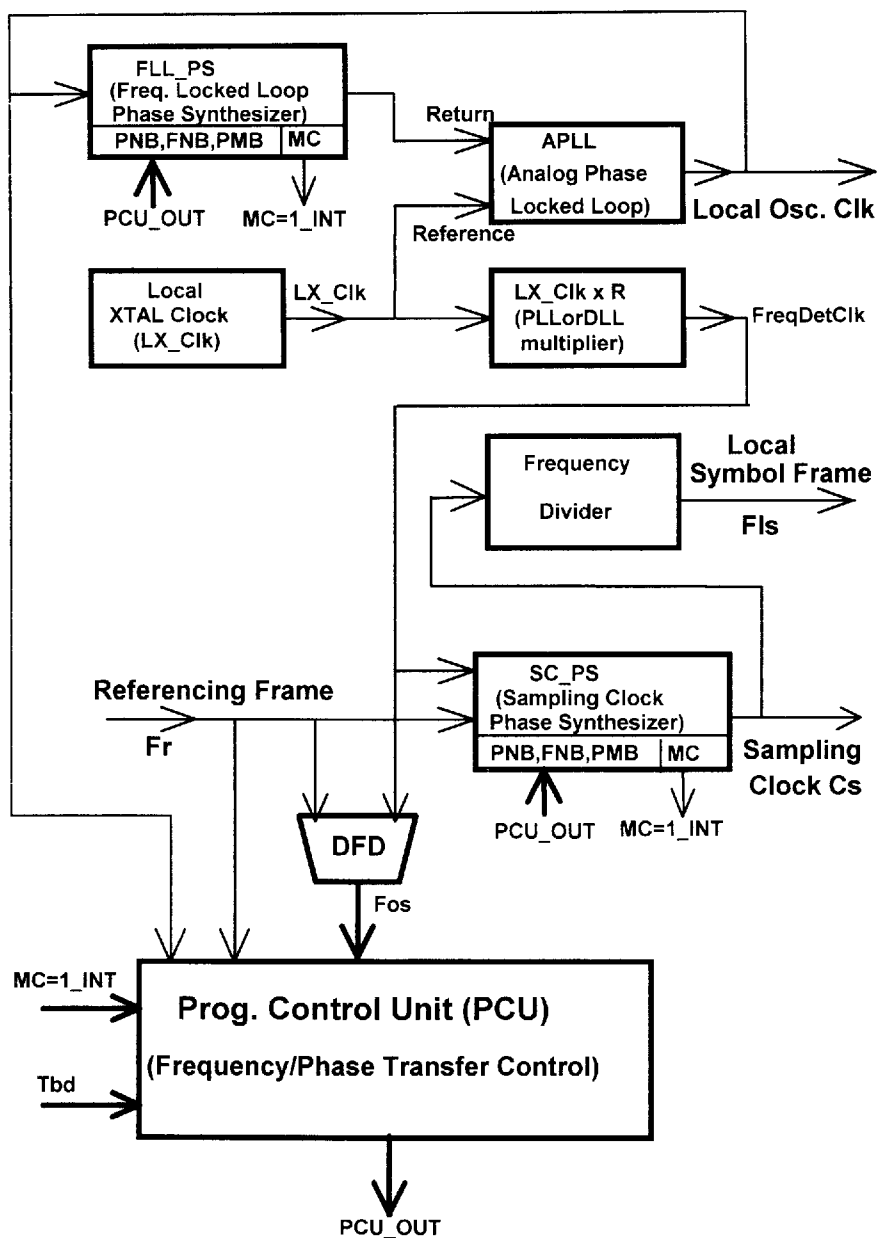 FLL_PS
(Freq. Locked Loop
Phase Synthesizer)
PNB,FNB,PMB MC
PCU_OUT
MC=1_INT
Return
APLL
(Analog Phase
Locked Loop)
Reference
Local Osc. Clk
Local
XTAL Clock
(LX_Clk)
LX_Clk
LX_Clk x R
(PLLorDLL
multiplier)
FreqDetClk
Frequency
Divider
Local
Symbol Frame
Fls
Referencing Frame
Fr
SC_PS
(Sampling Clock
Phase Synthesizer)
PNB,FNB,PMB MC
PCU_OUT
MC=1_INT
Sampling
Clock Cs
DFD
Fos
MC=1_INT
Tbd
Prog. Control Unit (PCU)
(Frequency/Phase Transfer Control)
PCU_OUT